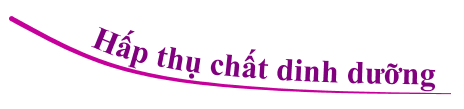 Hấp thụ chất dinh dưỡng